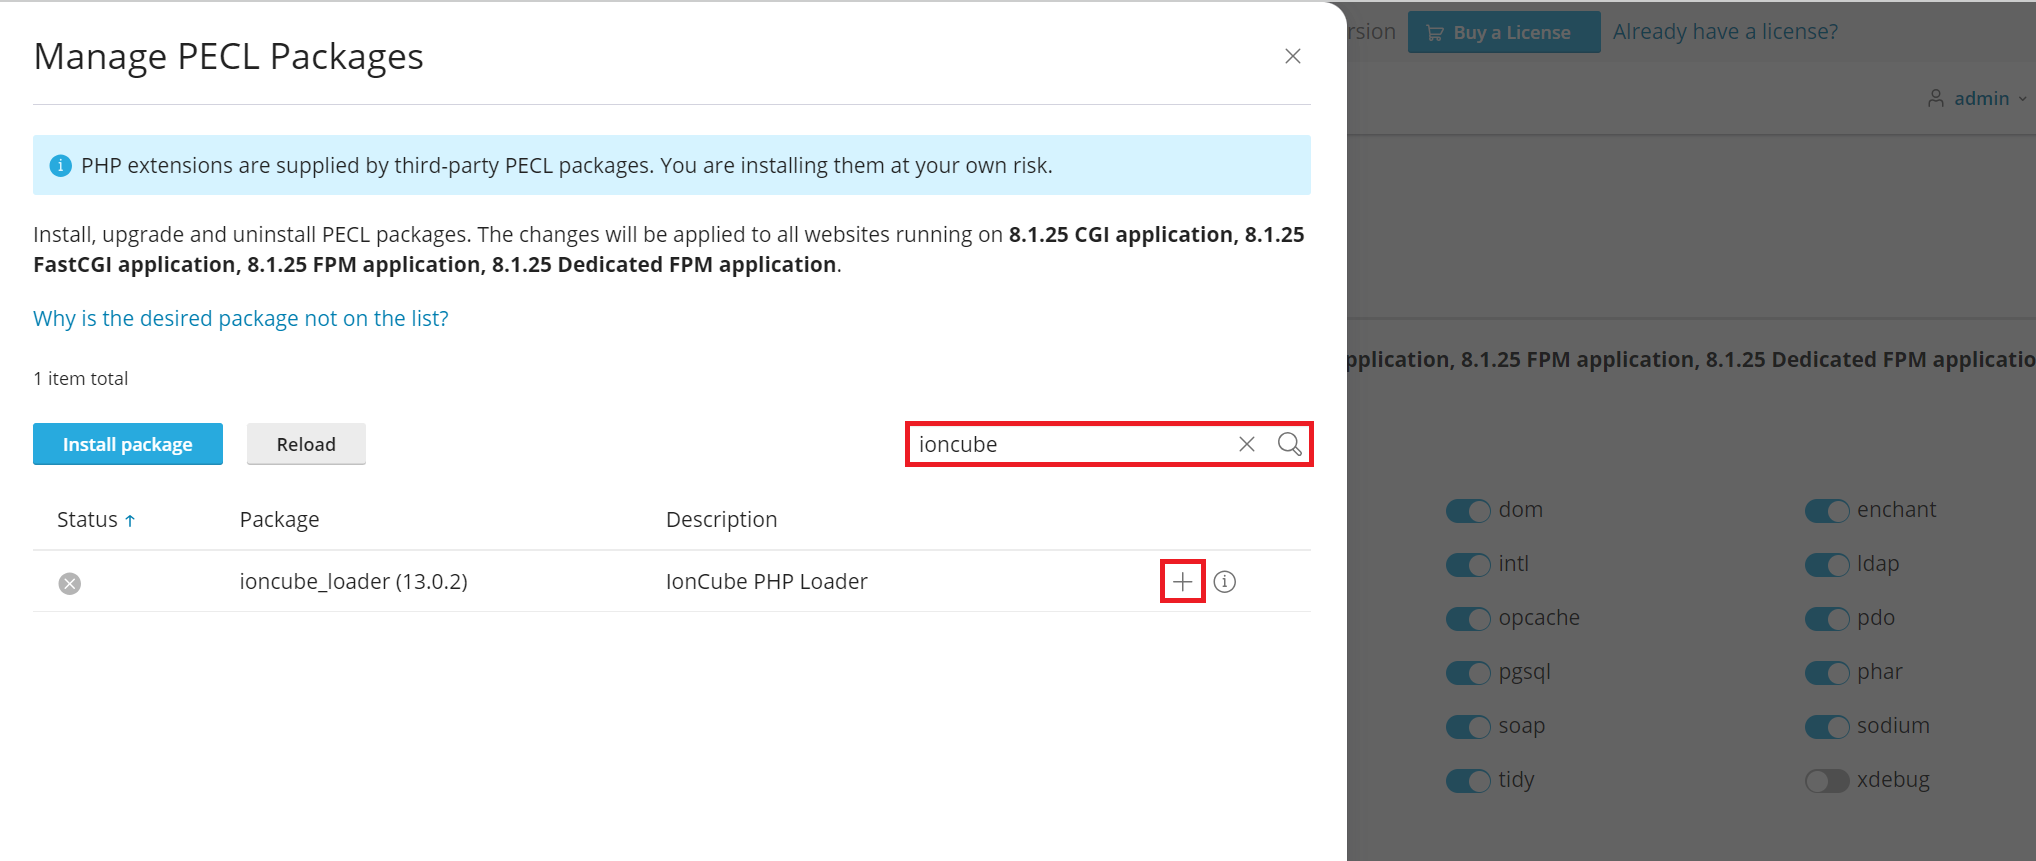 Manage PECL Packages
PHP extensions are supplied by third-party PECL packages. You are installing them at your own risk.
Install, upgrade and uninstall PECL packages. The changes will be applied to all websites running on 8.1.25 CGI application, 8.1.25
FastCGI application, 8.1.25 FPM application, 8.1.25 Dedicated FPM application.
Why is the desired package not on the list?
1 item total
Install package
Reload
ioncube
Status Package Description
ioncube_loader (13.0.2) IonCube PHP Loader
rsion
Buy a License
Already have a license?
admin
pplication, 8.1.25 FPM application, 8.1.25 Dedicated FPM applicatio
dom enchant
intl ldap
opcache pdo
pgsql phar
soap sodium
tidy xdebug